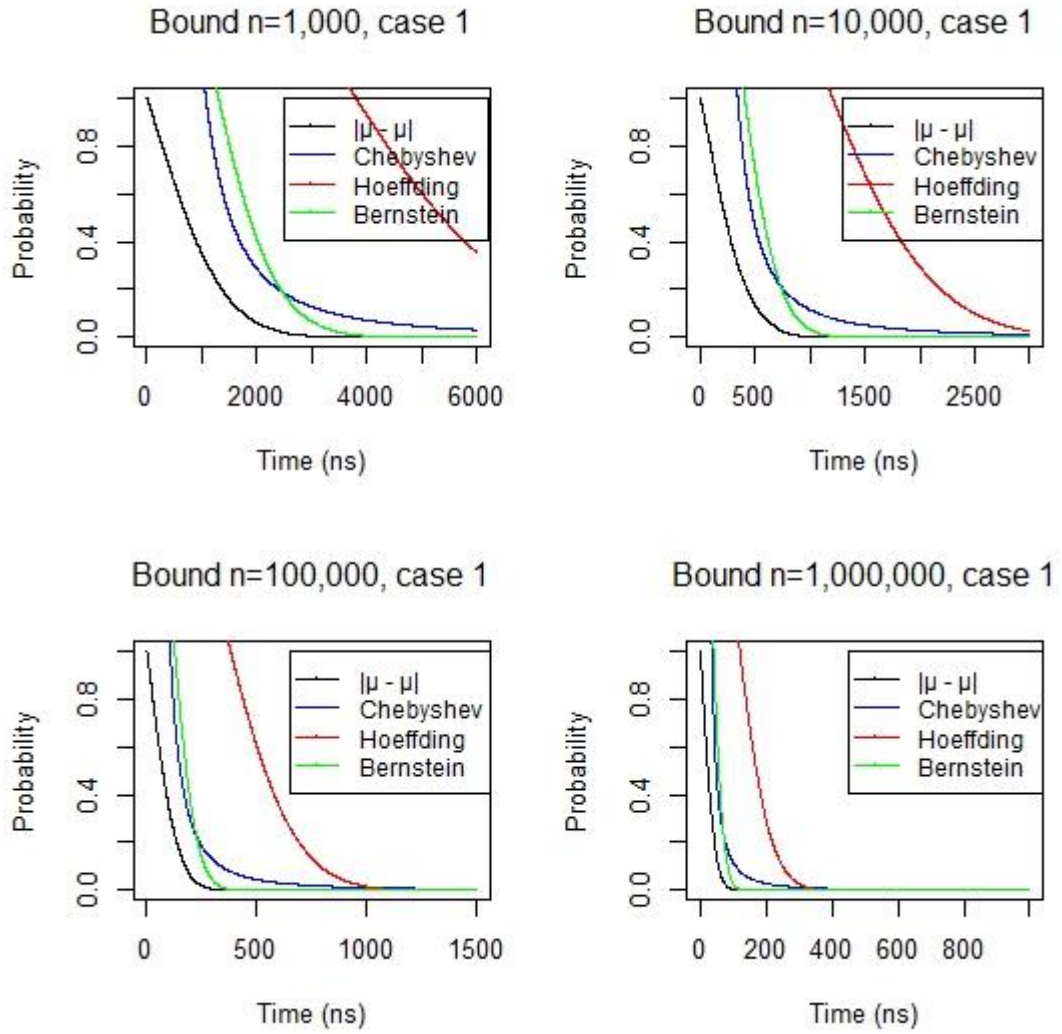 Bound n=1,000, case 1
Probability
0.0
0.4
0.8
|µ - µ|
Chebyshev
Hoeffding
Bernstein
0 2000 4000 6000
Time (ns)
Bound n=10,000, case 1
Probability
0.0
0.4
0.8
|µ - µ|
Chebyshev
Hoeffding
Bernstein
0 500 1500 2500
Time (ns)
Bound n=100,000, case 1
Probability
0.0
0.4
0.8
|µ - µ|
Chebyshev
Hoeffding
Bernstein
0 500 1000 1500
Time (ns)
Bound n=1,000,000, case 1
Probability
0.0
0.4
0.8
|µ - µ|
Chebyshev
Hoeffding
Bernstein
0 200 400 600 800
Time (ns)